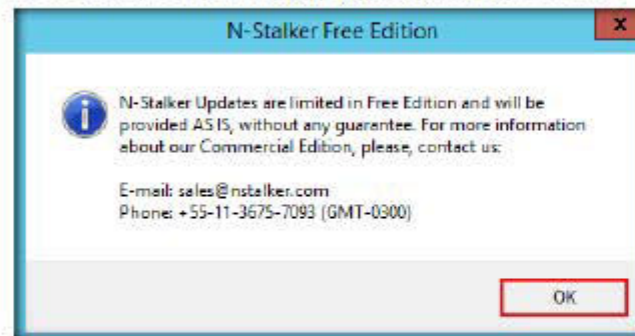 N-Stalker Free Edition
x
N-Stalker Updates are limited in Free Edition and will be
provided AS IS, without any guarantee. For more information
about our Commercial Edition, please, contact us:
E-mail: sales@nstalker.com
Phone: +55-11-3675-7093 (GMT-0300)
OK